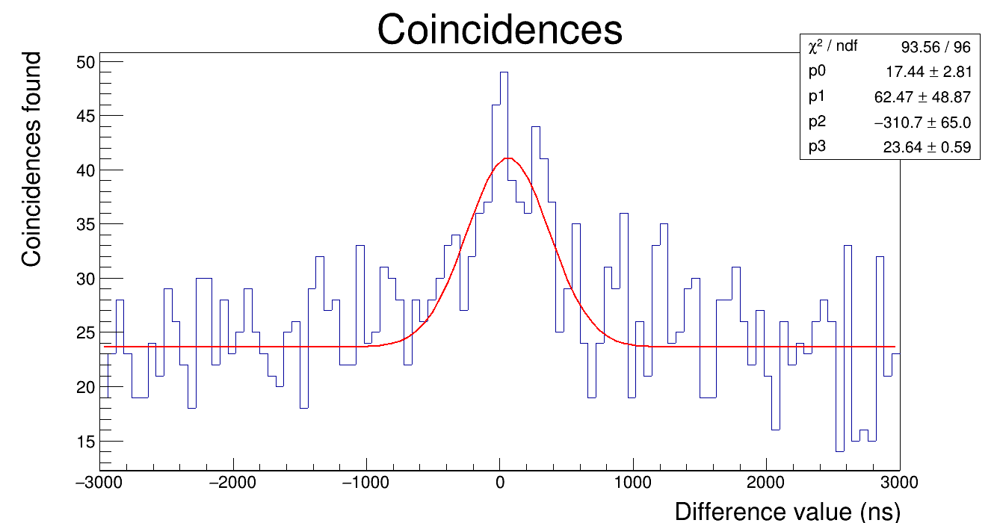 Coincidences
χ² / ndf 93.56 / 96
p0 17.44 ± 2.81
p1 62.47 ± 48.87
p2 −310.7 ± 65.0
p3 23.64 ± 0.59
Coincidences found
50
45
40
35
30
25
20
15
−3000 −2000 −1000 0 1000 2000 3000
Difference value (ns)